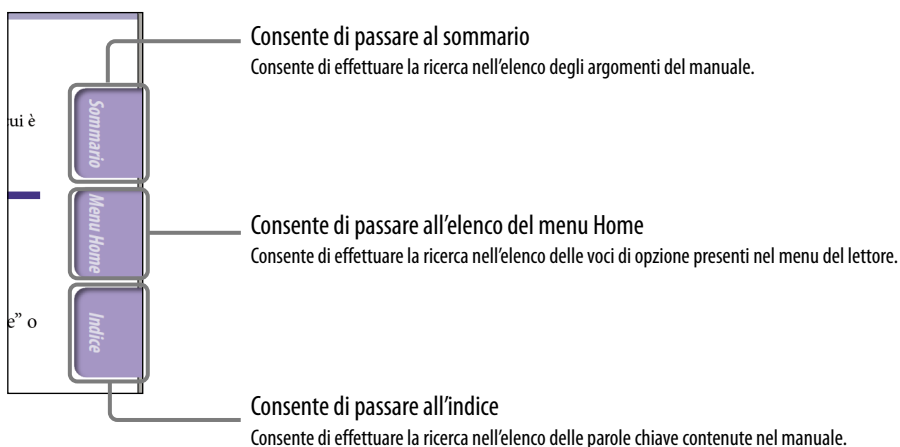 Consente di passare al sommario
Consente di effettuare la ricerca nell'elenco degli argomenti del manuale.
ui è
Sommario
Menu Home
Consente di passare all'elenco del menu Home
Consente di effettuare la ricerca nell'elenco delle voci di opzione presenti nel menu del lettore.
e” o
Indice
Consente di passare all'indice
Consente di effettuare la ricerca nell'elenco delle parole chiave contenute nel manuale.